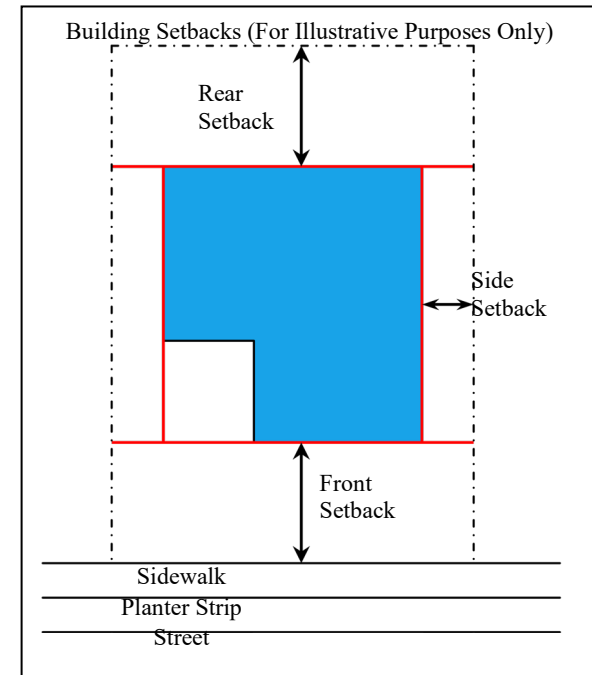 Building Setbacks (For Illustrative Purposes Only)
Rear
Setback
Side
Setback
Front
Setback
Sidewalk
Planter Strip
Street